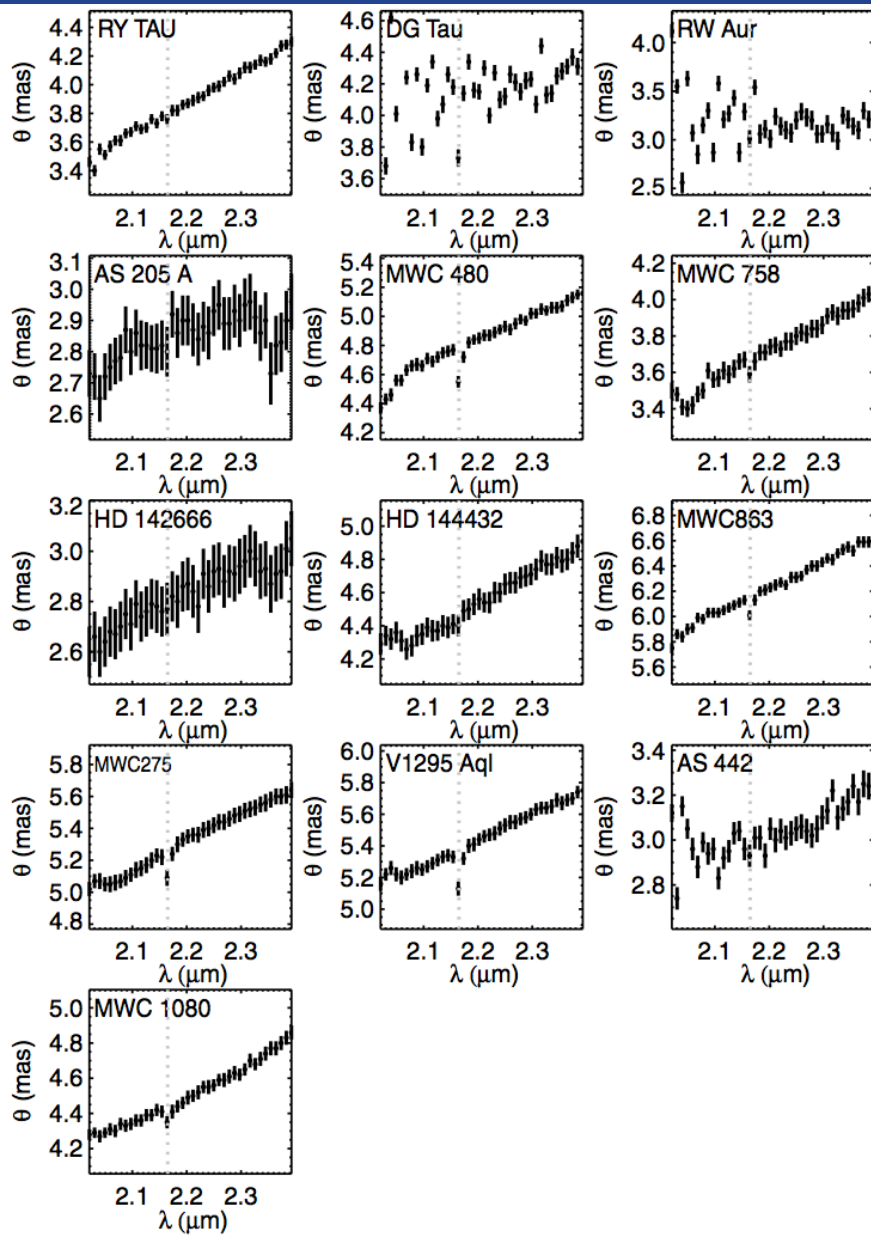 RY TAU
DG Tau
RW Aur
θ (mas)
4.4
4.2
4.0
3.8
3.6
3.4
θ (mas)
4.6
4.4
4.2
4.0
3.8
3.6
θ (mas)
4.0
3.5
3.0
2.5
2.1 2.2 2.3
2.1 2.2 2.3
2.1 2.2 2.3
λ (μm)
λ (μm)
λ (μm)
AS 205 A
MWC 480
MWC 758
θ (mas)
3.1
3.0
2.9
2.8
2.7
2.6
θ (mas)
5.4
5.2
5.0
4.8
4.6
4.4
4.2
θ (mas)
4.2
4.0
3.8
3.6
3.4
2.1 2.2 2.3
2.1 2.2 2.3
2.1 2.2 2.3
λ (μm)
λ (μm)
λ (μm)
HD 142666
HD 144432
MWC863
θ (mas)
3.2
3.0
2.8
2.6
θ (mas)
5.0
4.8
4.6
4.4
4.2
θ (mas)
6.8
6.6
6.4
6.2
6.0
5.8
5.6
2.1 2.2 2.3
2.1 2.2 2.3
2.1 2.2 2.3
λ (μm)
λ (μm)
λ (μm)
MWC275
V1295 Aql
AS 442
θ (mas)
5.8
5.6
5.4
5.2
5.0
4.8
θ (mas)
6.0
5.8
5.6
5.4
5.2
5.0
θ (mas)
3.4
3.2
3.0
2.8
2.1 2.2 2.3
2.1 2.2 2.3
2.1 2.2 2.3
λ (μm)
λ (μm)
λ (μm)
MWC 1080
θ (mas)
5.0
4.8
4.6
4.4
4.2
2.1 2.2 2.3
λ (μm)